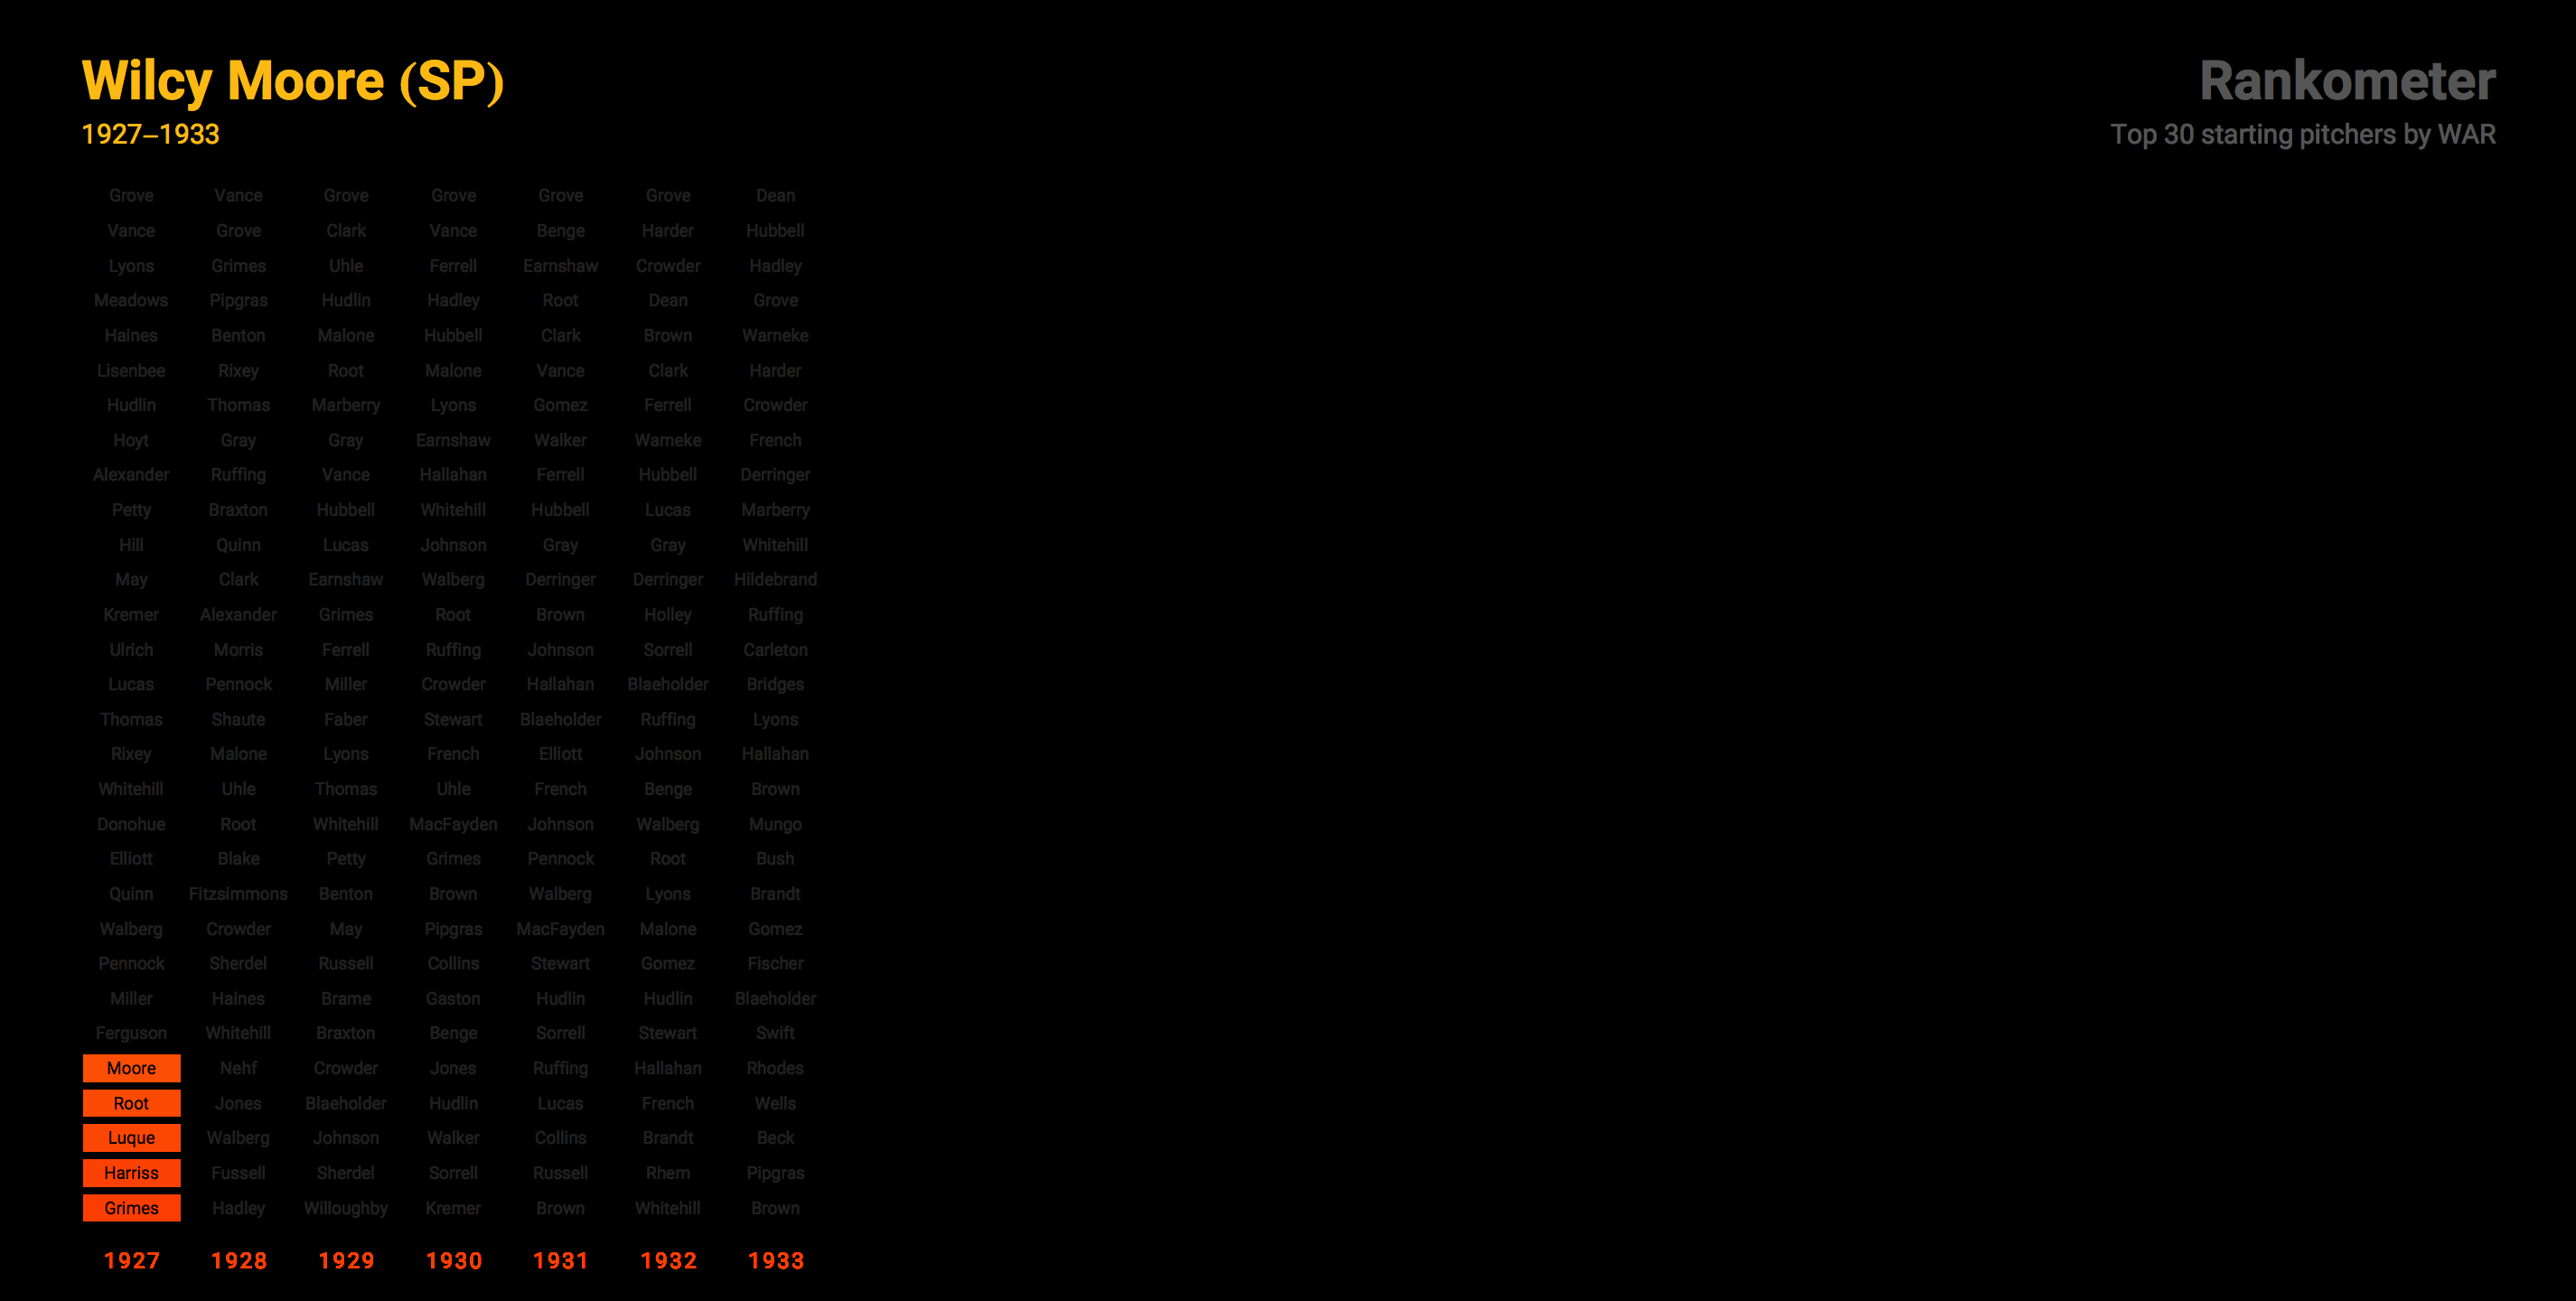 Wilcy Moore (SP)
1927–1933
Rankometer
Top 30 starting pitchers by WAR
Grove Vance Grove Grove Grove Grove Dean
Vance Grove Clark Vance Benge Harder Hubbell
Lyons Grimes Uhle Ferrell Earnshaw Crowder Hadley
Meadows Pipgras Hudlin Hadley Root Dean Grove
Haines Benton Malone Hubbell Clark Brown Warneke
Lisenbee Rixey Root Malone Vance Clark Harder
Hudlin Thomas Marberry Lyons Gomez Ferrell Crowder
Hoyt Gray Gray Earnshaw Walker Warneke French
Alexander Ruffing Vance Hallahan Ferrell Hubbell Derringer
Petty Braxton Hubbell Whitehill Hubbell Lucas Marberry
Hill Quinn Lucas Johnson Gray Gray Whitehill
May Clark Earnshaw Walberg Derringer Derringer Hildebrand
Kremer Alexander Grimes Root Brown Holley Ruffing
Ulrich Morris Ferrell Ruffing Johnson Sorrell Carleton
Lucas Pennock Miller Crowder Hallahan Blaeholder Bridges
Thomas Shaute Faber Stewart Blaeholder Ruffing Lyons
Rixey Malone Lyons French Elliott Johnson Hallahan
Whitehill Uhle Thomas Uhle French Benge Brown
Donohue Root Whitehill MacFayden Johnson Walberg Mungo
Elliott Blake Petty Grimes Pennock Root Bush
Quinn Fitzsimmons Benton Brown Walberg Lyons Brandt
Walberg Crowder May Pipgras MacFayden Malone Gomez
Pennock Sherdel Russell Collins Stewart Gomez Fischer
Miller Haines Brame Gaston Hudlin Hudlin Blaeholder
Ferguson Whitehill Braxton Benge Sorrell Stewart Swift
Moore Nehf Crowder Jones Ruffing Hallahan Rhodes
Root Jones Blaeholder Hudlin Lucas French Wells
Luque Walberg Johnson Walker Collins Brandt Beck
Harriss Fussell Sherdel Sorrell Russell Rhem Pipgras
Grimes Hadley Willoughby Kremer Brown Whitehill Brown
1927 1928 1929 1930 1931 1932 1933